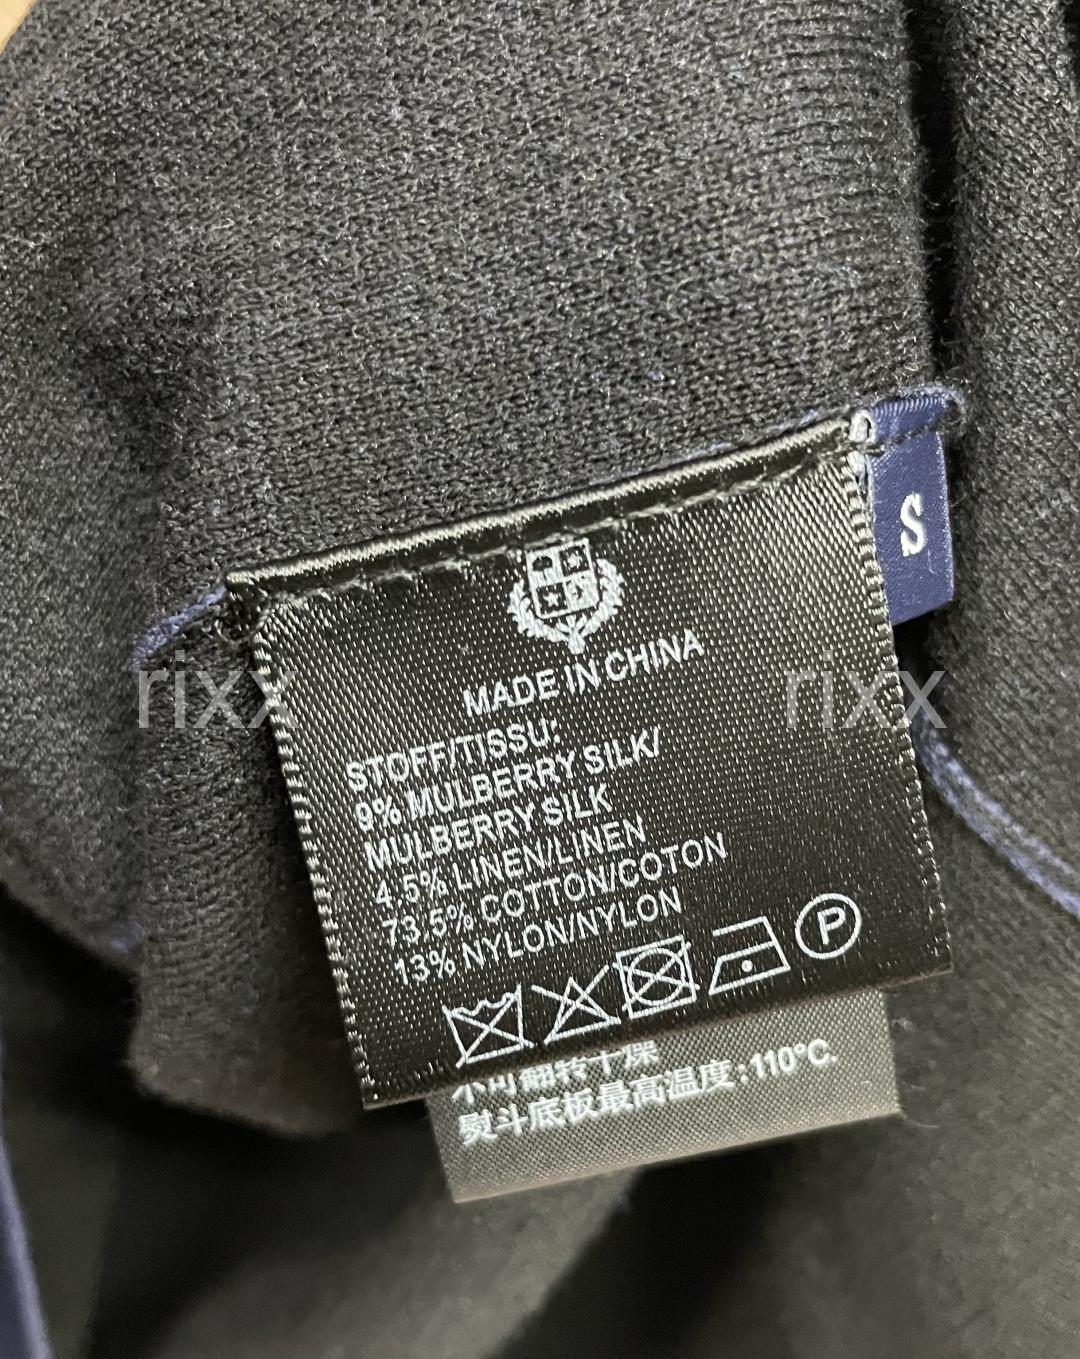 S
MADE IN CHINA
STOFF/TISSU:
9% MULBERRY SILK/
MULBERRY SILK
4.5% LINEN/LINEN
73.5% COTTON/COTON
13% NYLON/NYLON
P
不可翻转干燥
熨斗底板最高温度:110°C.
rixx
rixx